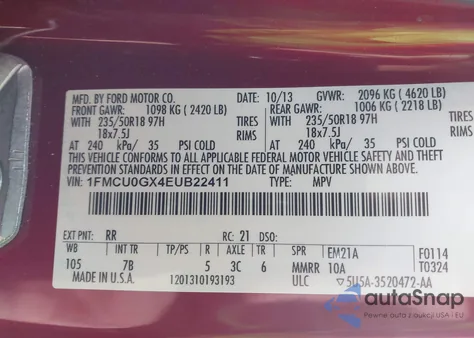 MFD. BY FORD MOTOR CO. DATE: 10/13 GVWR: 2096 KG ( 4620 LB)
FRONT GAWR: 1098 KG ( 2420 LB) REAR GAWR: 1006 KG ( 2218 LB)
WITH 235/50R18 97H TIRES WITH 235/50R18 97H TIRES
18x7.5J RIMS 18x7.5J RIMS
AT 240 kPa/ 35 PSI COLD AT 240 kPa/ 35 PSI COLD
THIS VEHICLE CONFORMS TO ALL APPLICABLE FEDERAL MOTOR VEHICLE SAFETY
AND THEFT PREVENTION STANDARDS IN EFFECT ON THE DATE OF MANUFACTURE SHOWN ABOVE.
VIN: 1FMCU0GX4EUB22411 TYPE: MPV
EXT PNT: RR RC: 21 DSO:
WB INT TR TP/PS R AXLE TR SPR EM21A F0114
105 7B 5 3C 6 MMRR 10A T0324
MADE IN U.S.A. 1201310193193 ULC ▽5U5A-3520472-AA
autoSnap
Pewne auta z USA i EU